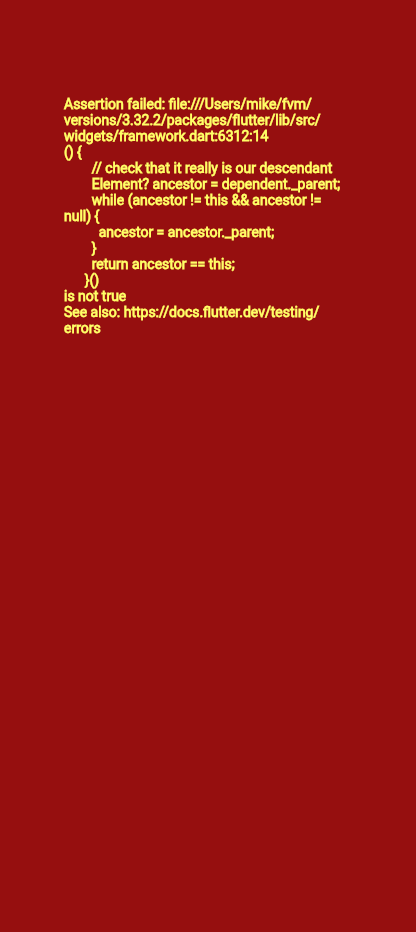 Assertion failed: file:///Users/mike/fvm/
versions/3.32.2/packages/flutter/lib/src/
widgets/framework.dart:6312:14
() {
        // check that it really is our descendant
        Element? ancestor = dependent._parent;
        while (ancestor != this && ancestor !=
null) {
          ancestor = ancestor._parent;
        }
        return ancestor == this;
      }()
is not true
See also: https://docs.flutter.dev/testing/
errors